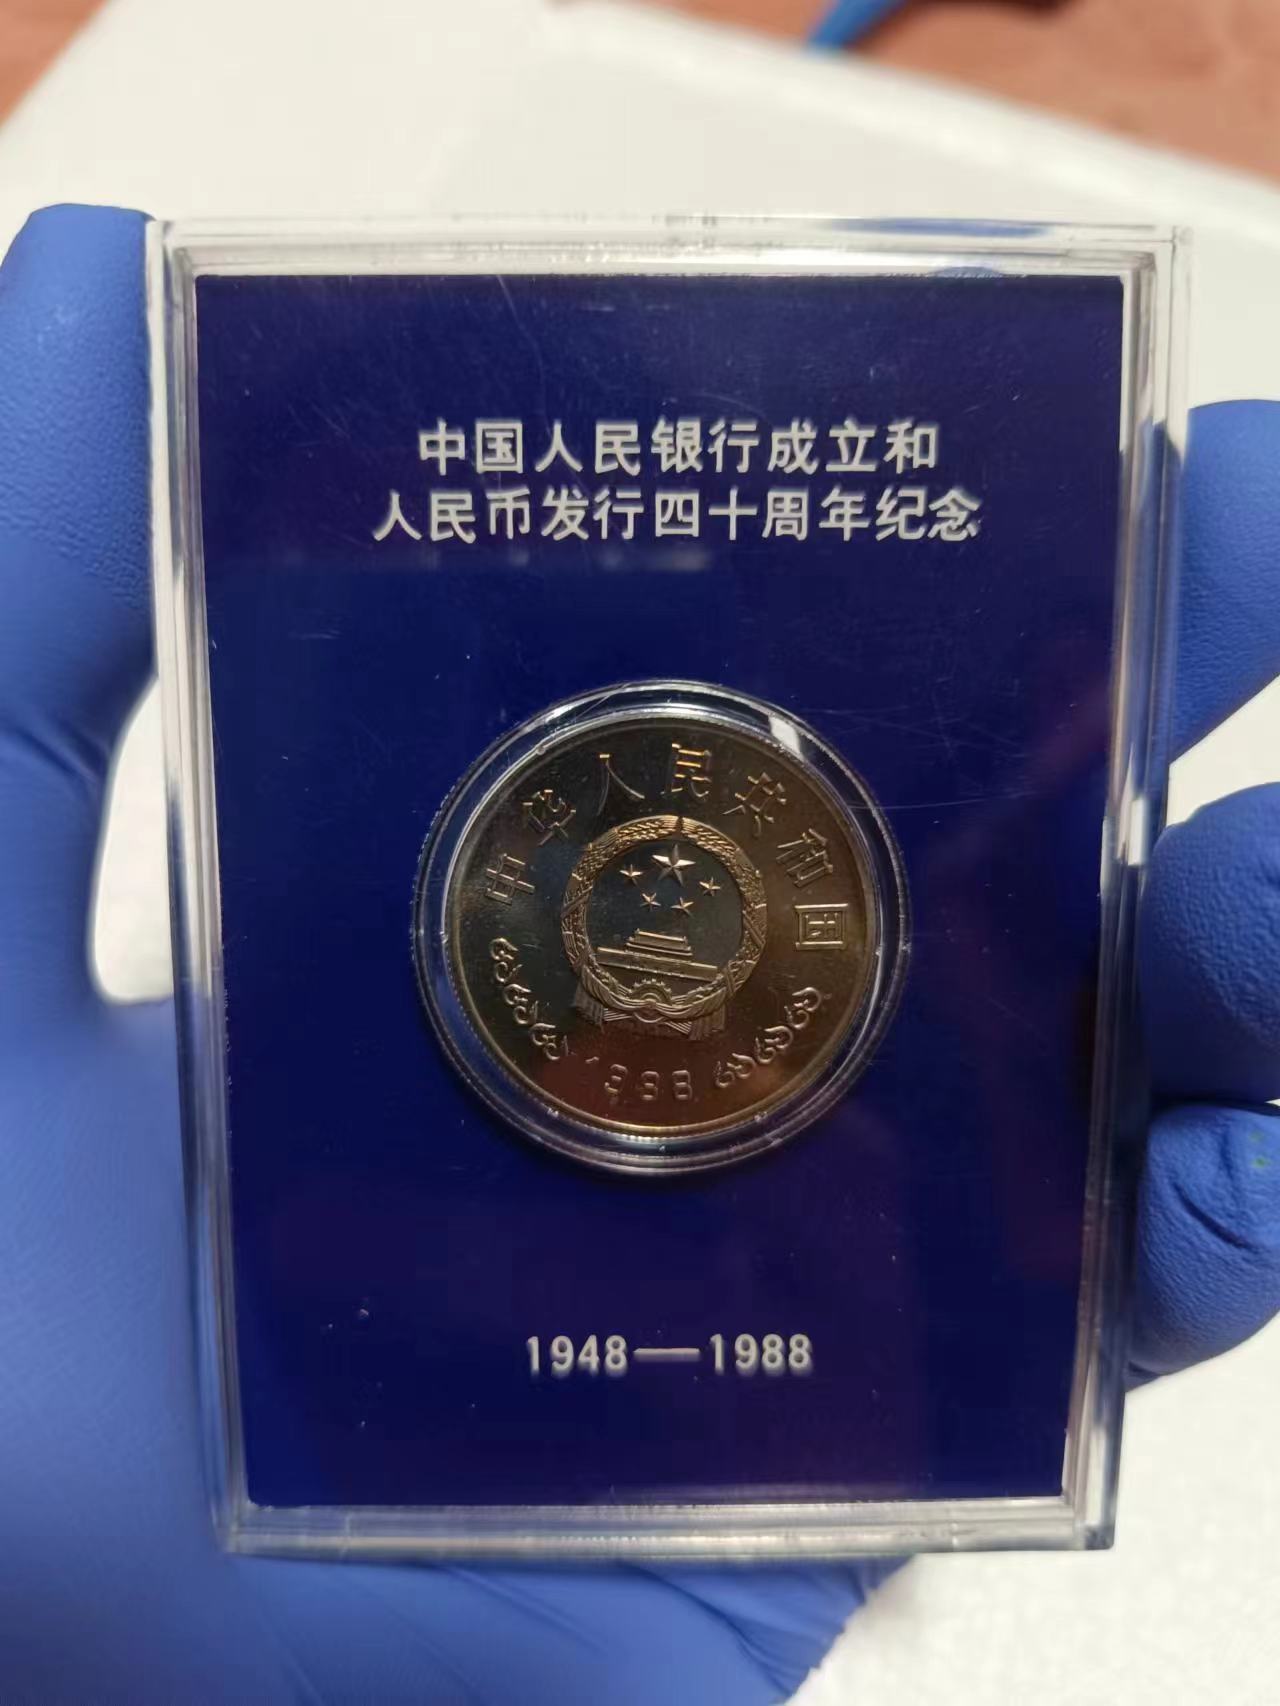 中国人民银行成立和
人民币发行四十周年纪念
中华人民共和国
1988
1948—1988